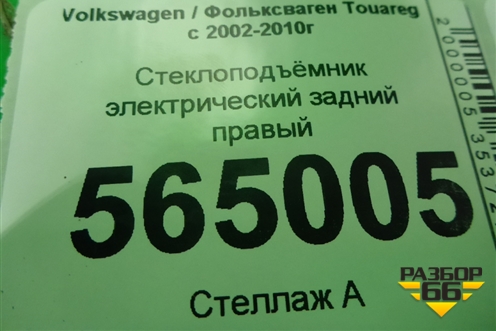 Volkswagen / Фольксваген Touareg
с 2002-2010г
Стеклоподъёмник
электрический задний
правый
565005
Стеллаж А
РАЗБОР
66